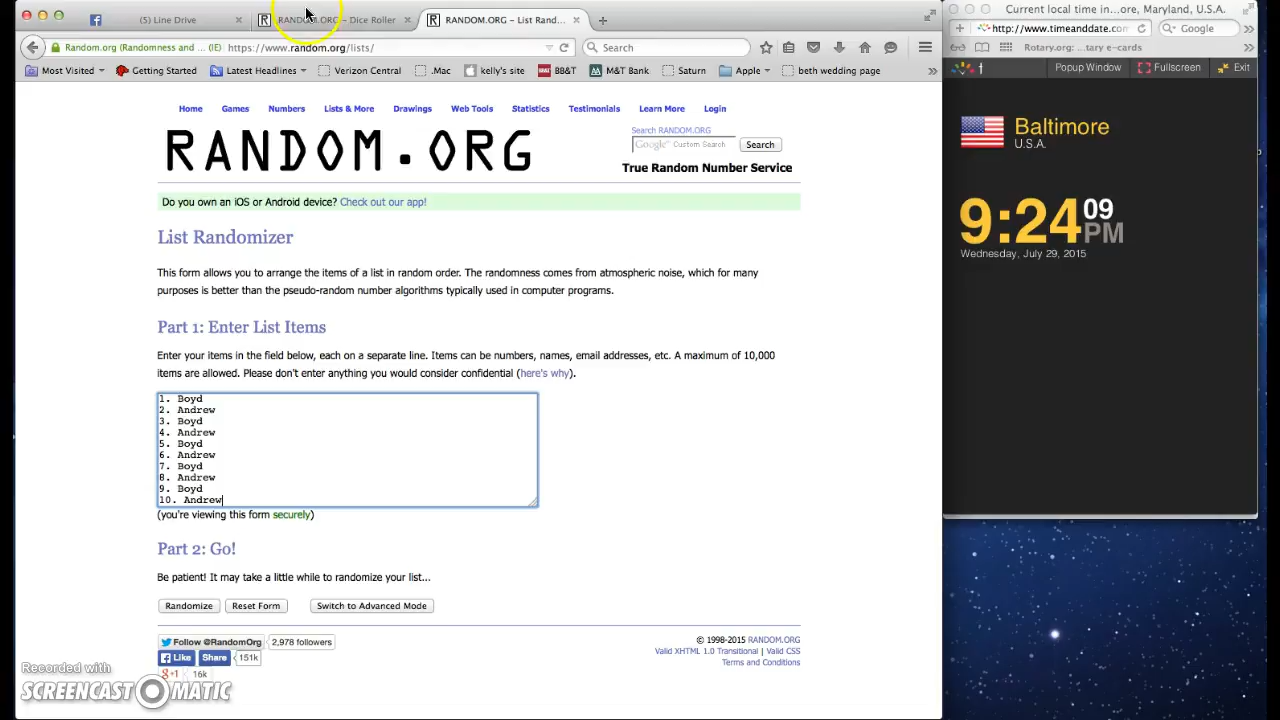 (5) Line Drive
RANDOM.ORG - Dice Roller
RANDOM.ORG - List Rand...
Random.org (Randomness and ... (IE)
https://www.random.org/lists/
Search
Most Visited
Getting Started
Latest Headlines
Verizon Central
.Mac
kelly's site
BB&T
M&T Bank
Saturn
Apple
beth wedding page
Home
Games
Numbers
Lists & More
Drawings
Web Tools
Statistics
Testimonials
Learn More
Login
RANDOM.ORG
Search RANDOM.ORG
Google Custom Search
Search
True Random Number Service
Do you own an iOS or Android device? Check out our app!
List Randomizer
This form allows you to arrange the items of a list in random order. The randomness comes from atmospheric noise, which for many
purposes is better than the pseudo-random number algorithms typically used in computer programs.
Part 1: Enter List Items
Enter your items in the field below, each on a separate line. Items can be numbers, names, email addresses, etc. A maximum of 10,000
items are allowed. Please don't enter anything you would consider confidential (here's why).
1. Boyd
2. Andrew
3. Boyd
4. Andrew
5. Boyd
6. Andrew
7. Boyd
8. Andrew
9. Boyd
10. Andrew
(you're viewing this form securely)
Part 2: Go!
Be patient! It may take a little while to randomize your list...
Randomize
Reset Form
Switch to Advanced Mode
Follow @RandomOrg
2,978 followers
Like
Share
151k
+1
16k
© 1998-2015 RANDOM.ORG
Valid XHTML 1.0 Transitional | Valid CSS
Terms and Conditions
Recorded with
SCREENCAST-O-MATIC
Current local time in...ore, Maryland, U.S.A.
http://www.timeanddate.com
Google
Rotary.org: ...tary e-cards
Popup Window
Fullscreen
Exit
Baltimore
U.S.A.
9:24 09
PM
Wednesday, July 29, 2015